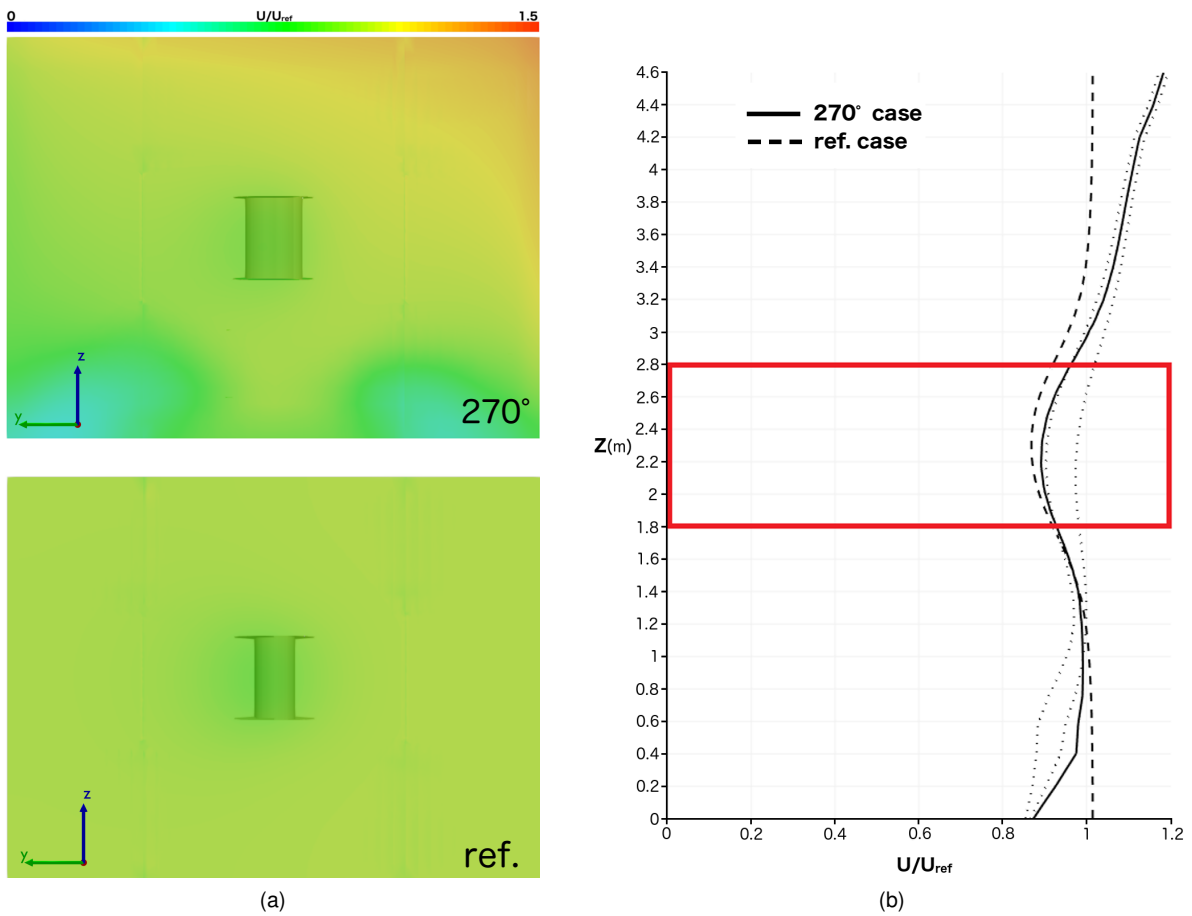 0 U/Uref 1.5
z
y
270°
z
y
ref.
(a)
4.6
4.4
4.2
4
3.8
3.6
3.4
3.2
3
2.8
2.6
2.4
Z(m)
2.2
2
1.8
1.6
1.4
1.2
1
0.8
0.6
0.4
0.2
0
270° case
ref. case
0 0.2 0.4 0.6 0.8 1 1.2
U/Uref
(b)